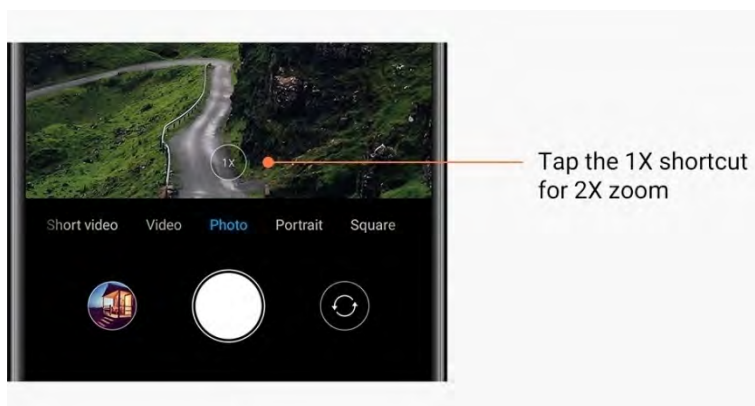 1X
Tap the 1X shortcut
for 2X zoom
Short video Video Photo Portrait Square